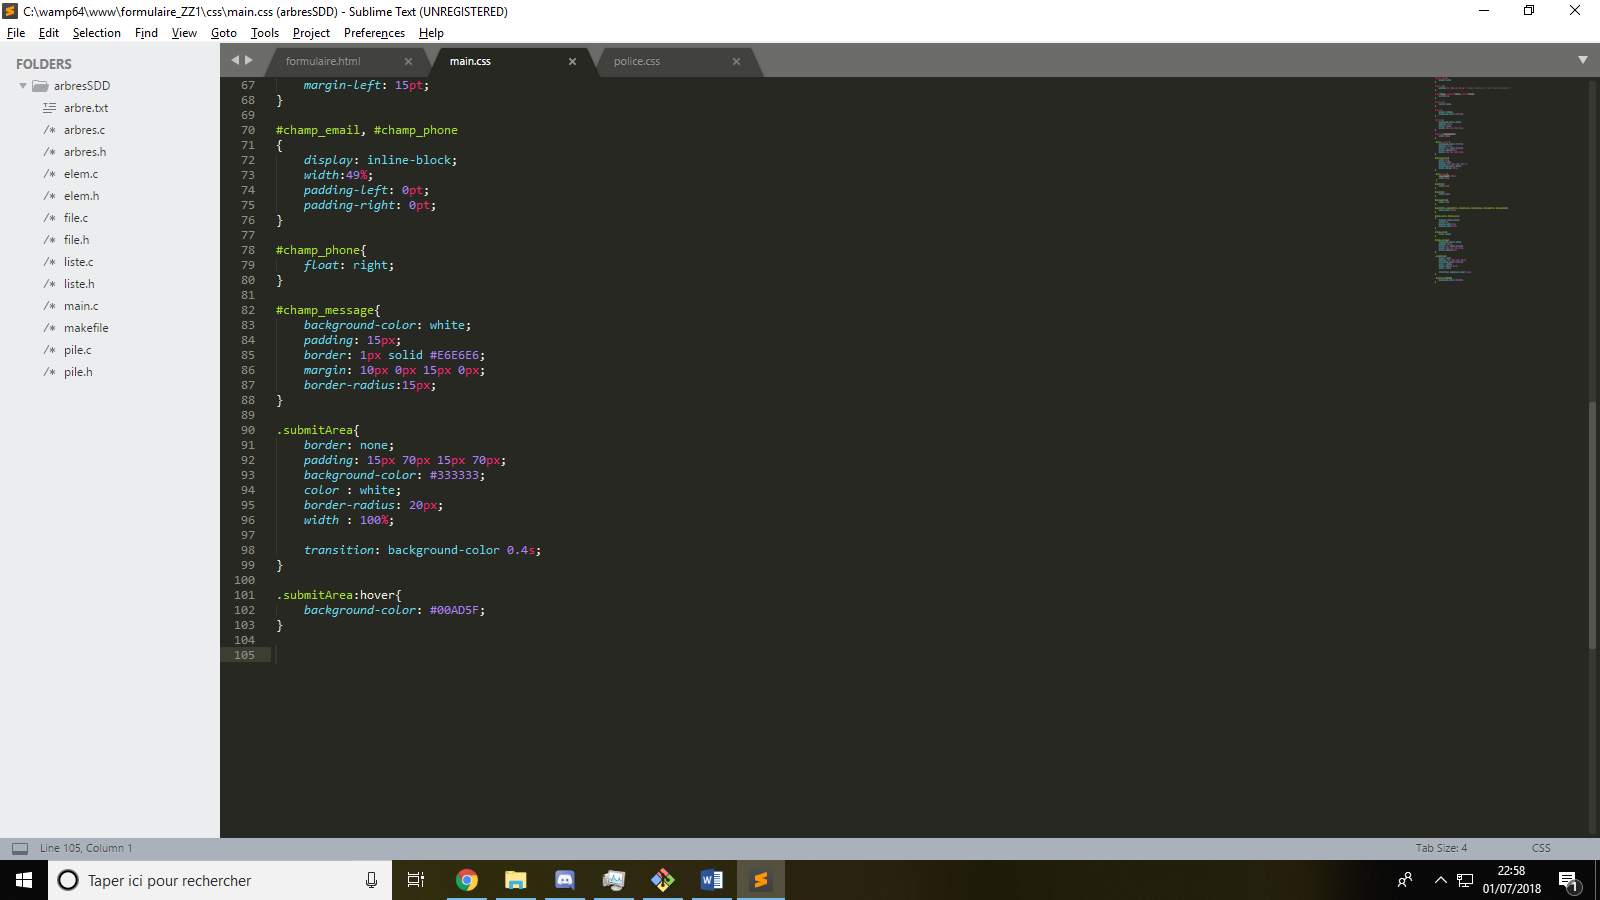 C:\wamp64\www\formulaire_ZZ1\css\main.css (arbresSDD) - Sublime Text (UNREGISTERED)
File Edit Selection Find View Goto Tools Project Preferences Help
FOLDERS
arbresSDD
arbre.txt
/* arbres.c
/* arbres.h
/* elem.c
/* elem.h
/* file.c
/* file.h
/* liste.c
/* liste.h
/* main.c
/* makefile
/* pile.c
/* pile.h
formulaire.html × main.css × police.css ×
67 margin-left: 15pt;
68 }
69
70 #champ_email, #champ_phone
71 {
72 display: inline-block;
73 width:49%;
74 padding-left: 0pt;
75 padding-right: 0pt;
76 }
77
78 #champ_phone{
79 float: right;
80 }
81
82 #champ_message{
83 background-color: white;
84 padding: 15px;
85 border: 1px solid #E6E6E6;
86 margin: 10px 0px 15px 0px;
87 border-radius:15px;
88 }
89
90 .submitArea{
91 border: none;
92 padding: 15px 70px 15px 70px;
93 background-color: #333333;
94 color : white;
95 border-radius: 20px;
96 width : 100%;
97
98 transition: background-color 0.4s;
99 }
100
101 .submitArea:hover{
102 background-color: #00AD5F;
103 }
104
105
Line 105, Column 1
Tab Size: 4
CSS
Taper ici pour rechercher
22:58
01/07/2018
1